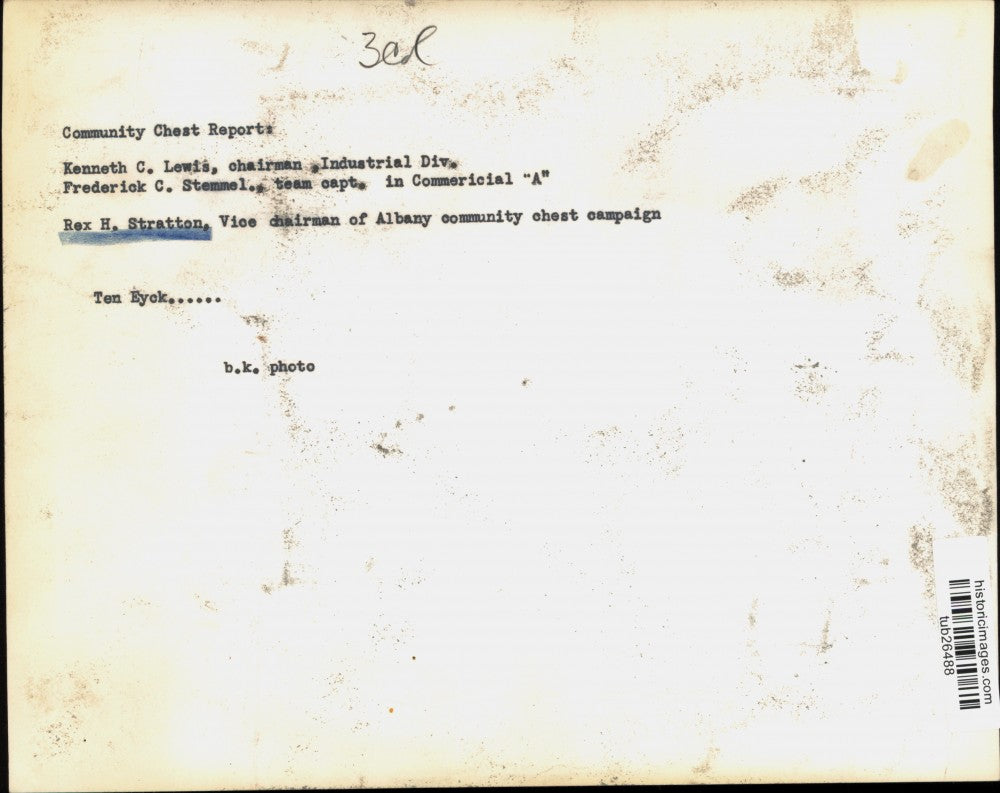 3col
Community Chest Report:
Kenneth C. Lewis, chairman ,Industrial Div.
Frederick C. Stemmel., team capt. in Commericial "A"
Rex H. Stratton, Vice chairman of Albany community chest campaign
Ten Eyck......
b.k. photo
historicimages.com
tub26488